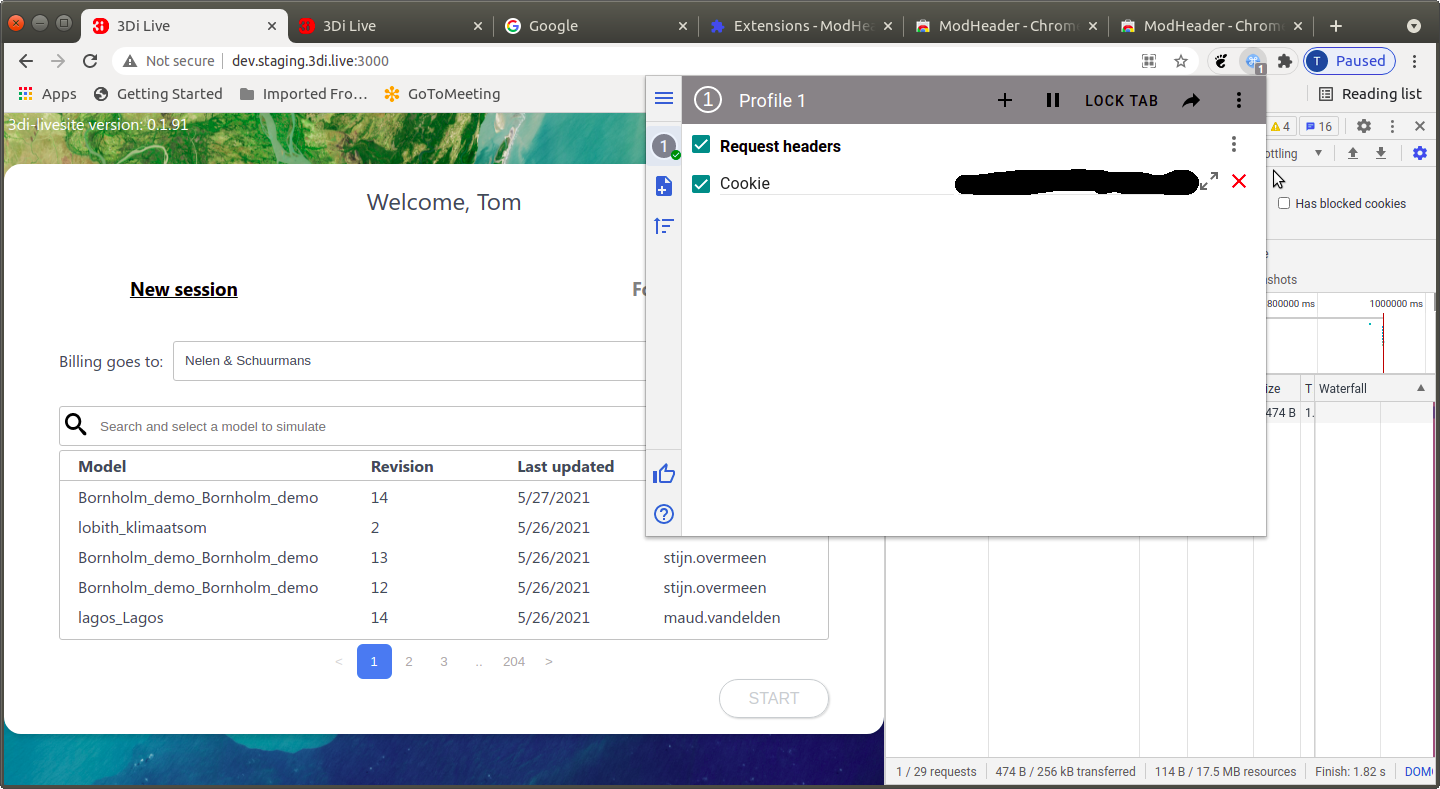 3Di Live
3Di Live
Google
Extensions - ModHea
ModHeader - Chrome
ModHeader - Chrome
Not secure
dev.staging.3di.live:3000
1
T
Paused
Apps
Getting Started
Imported Fro...
GoToMeeting
Reading list
3di-livesite version: 0.1.91
1
Profile 1
LOCK TAB
4
16
1
Request headers
ottling
Cookie
Has blocked cookies
Welcome, Tom
New session
Billing goes to:
Nelen & Schuurmans
Search and select a model to simulate
Model Revision Last updated
Bornholm_demo_Bornholm_demo 14 5/27/2021
lobith_klimaatsom 2 5/26/2021
Bornholm_demo_Bornholm_demo 13 5/26/2021 stijn.overmeen
Bornholm_demo_Bornholm_demo 12 5/26/2021 stijn.overmeen
lagos_Lagos 14 5/26/2021 maud.vandelden
< 1 2 3 .. 204 >
START
shots
800000 ms
1000000 ms
ize
T
Waterfall
474 B
1.
1 / 29 requests
474 B / 256 kB transferred
114 B / 17.5 MB resources
Finish: 1.82 s
DOMC